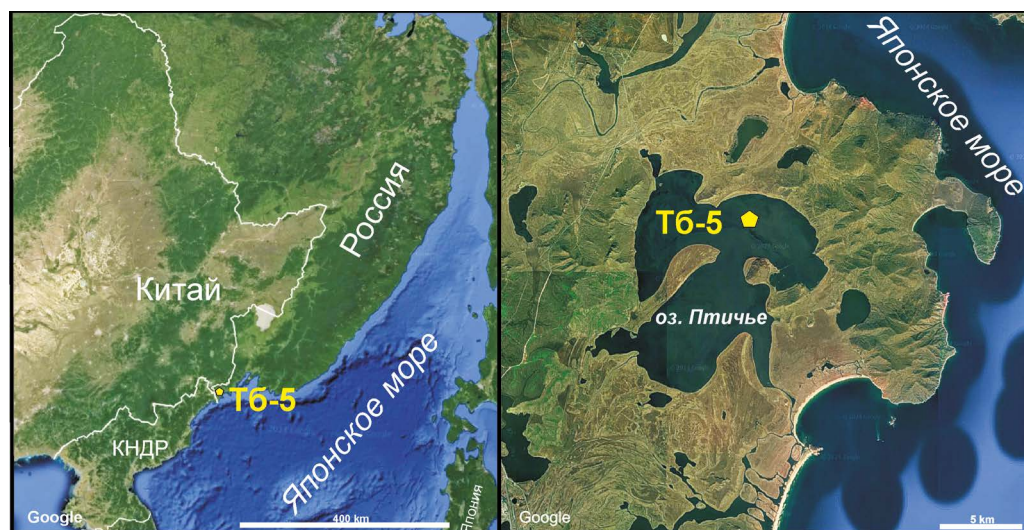 Россия
Китай
Тб-5
КНДР
Японское море
Япония
Google
400 km
Японское море
Тб-5
оз. Птичье
Google
5 km